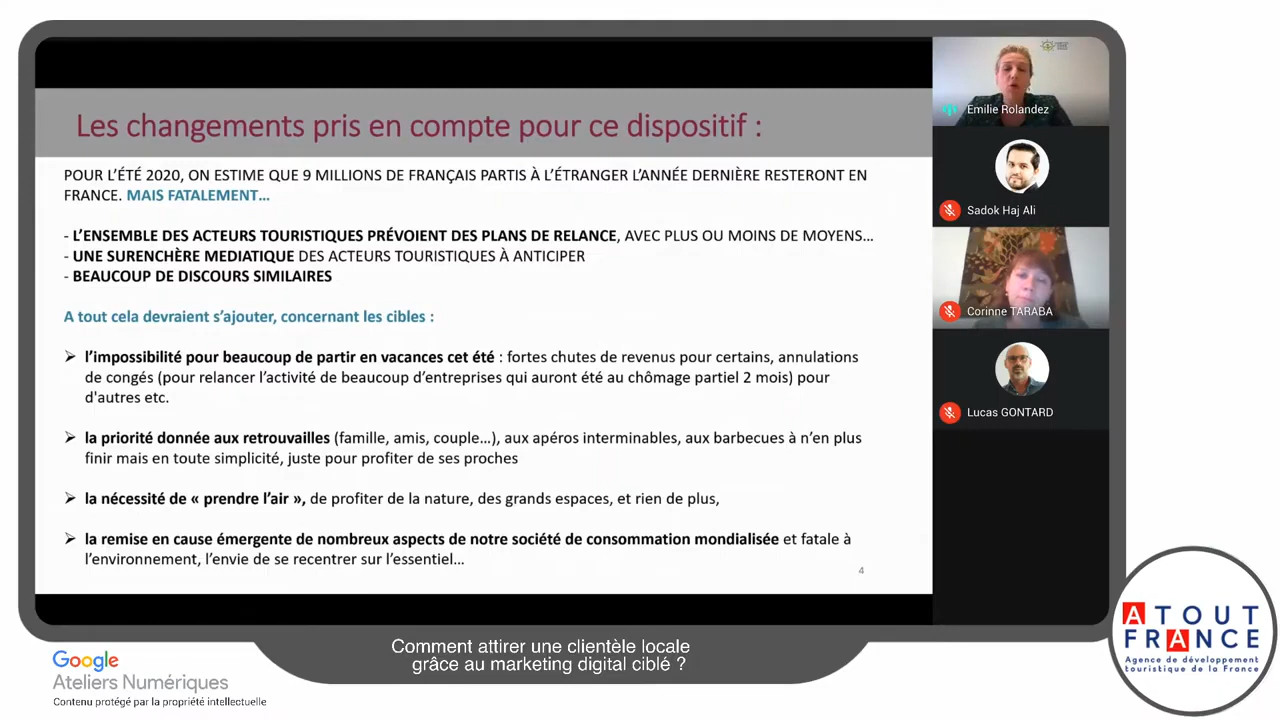 Les changements pris en compte pour ce dispositif :
POUR L'ÉTÉ 2020, ON ESTIME QUE 9 MILLIONS DE FRANÇAIS PARTIS À L'ÉTRANGER L'ANNÉE DERNIÈRE RESTERONT EN
FRANCE. MAIS FATALEMENT...
- L'ENSEMBLE DES ACTEURS TOURISTIQUES PRÉVOIENT DES PLANS DE RELANCE, AVEC PLUS OU MOINS DE MOYENS...
- UNE SURENCHÈRE MEDIATIQUE DES ACTEURS TOURISTIQUES À ANTICIPER
- BEAUCOUP DE DISCOURS SIMILAIRES
A tout cela devraient s'ajouter, concernant les cibles :
➢ l'impossibilité pour beaucoup de partir en vacances cet été : fortes chutes de revenus pour certains, annulations
de congés (pour relancer l'activité de beaucoup d'entreprises qui auront été au chômage partiel 2 mois) pour
d'autres etc.
➢ la priorité donnée aux retrouvailles (famille, amis, couple...), aux apéros interminables, aux barbecues à n'en plus
finir mais en toute simplicité, juste pour profiter de ses proches
➢ la nécessité de « prendre l'air », de profiter de la nature, des grands espaces, et rien de plus,
➢ la remise en cause émergente de nombreux aspects de notre société de consommation mondialisée et fatale à
l'environnement, l'envie de se recentrer sur l'essentiel...
4
Emilie Rolandez
Sadok Haj Ali
Corinne TARABA
Lucas GONTARD
Comment attirer une clientèle locale
grâce au marketing digital ciblé ?
Google
Ateliers Numériques
Contenu protégé par la propriété intellectuelle
ATOUT
FRANCE
Agence de développement
touristique de la France